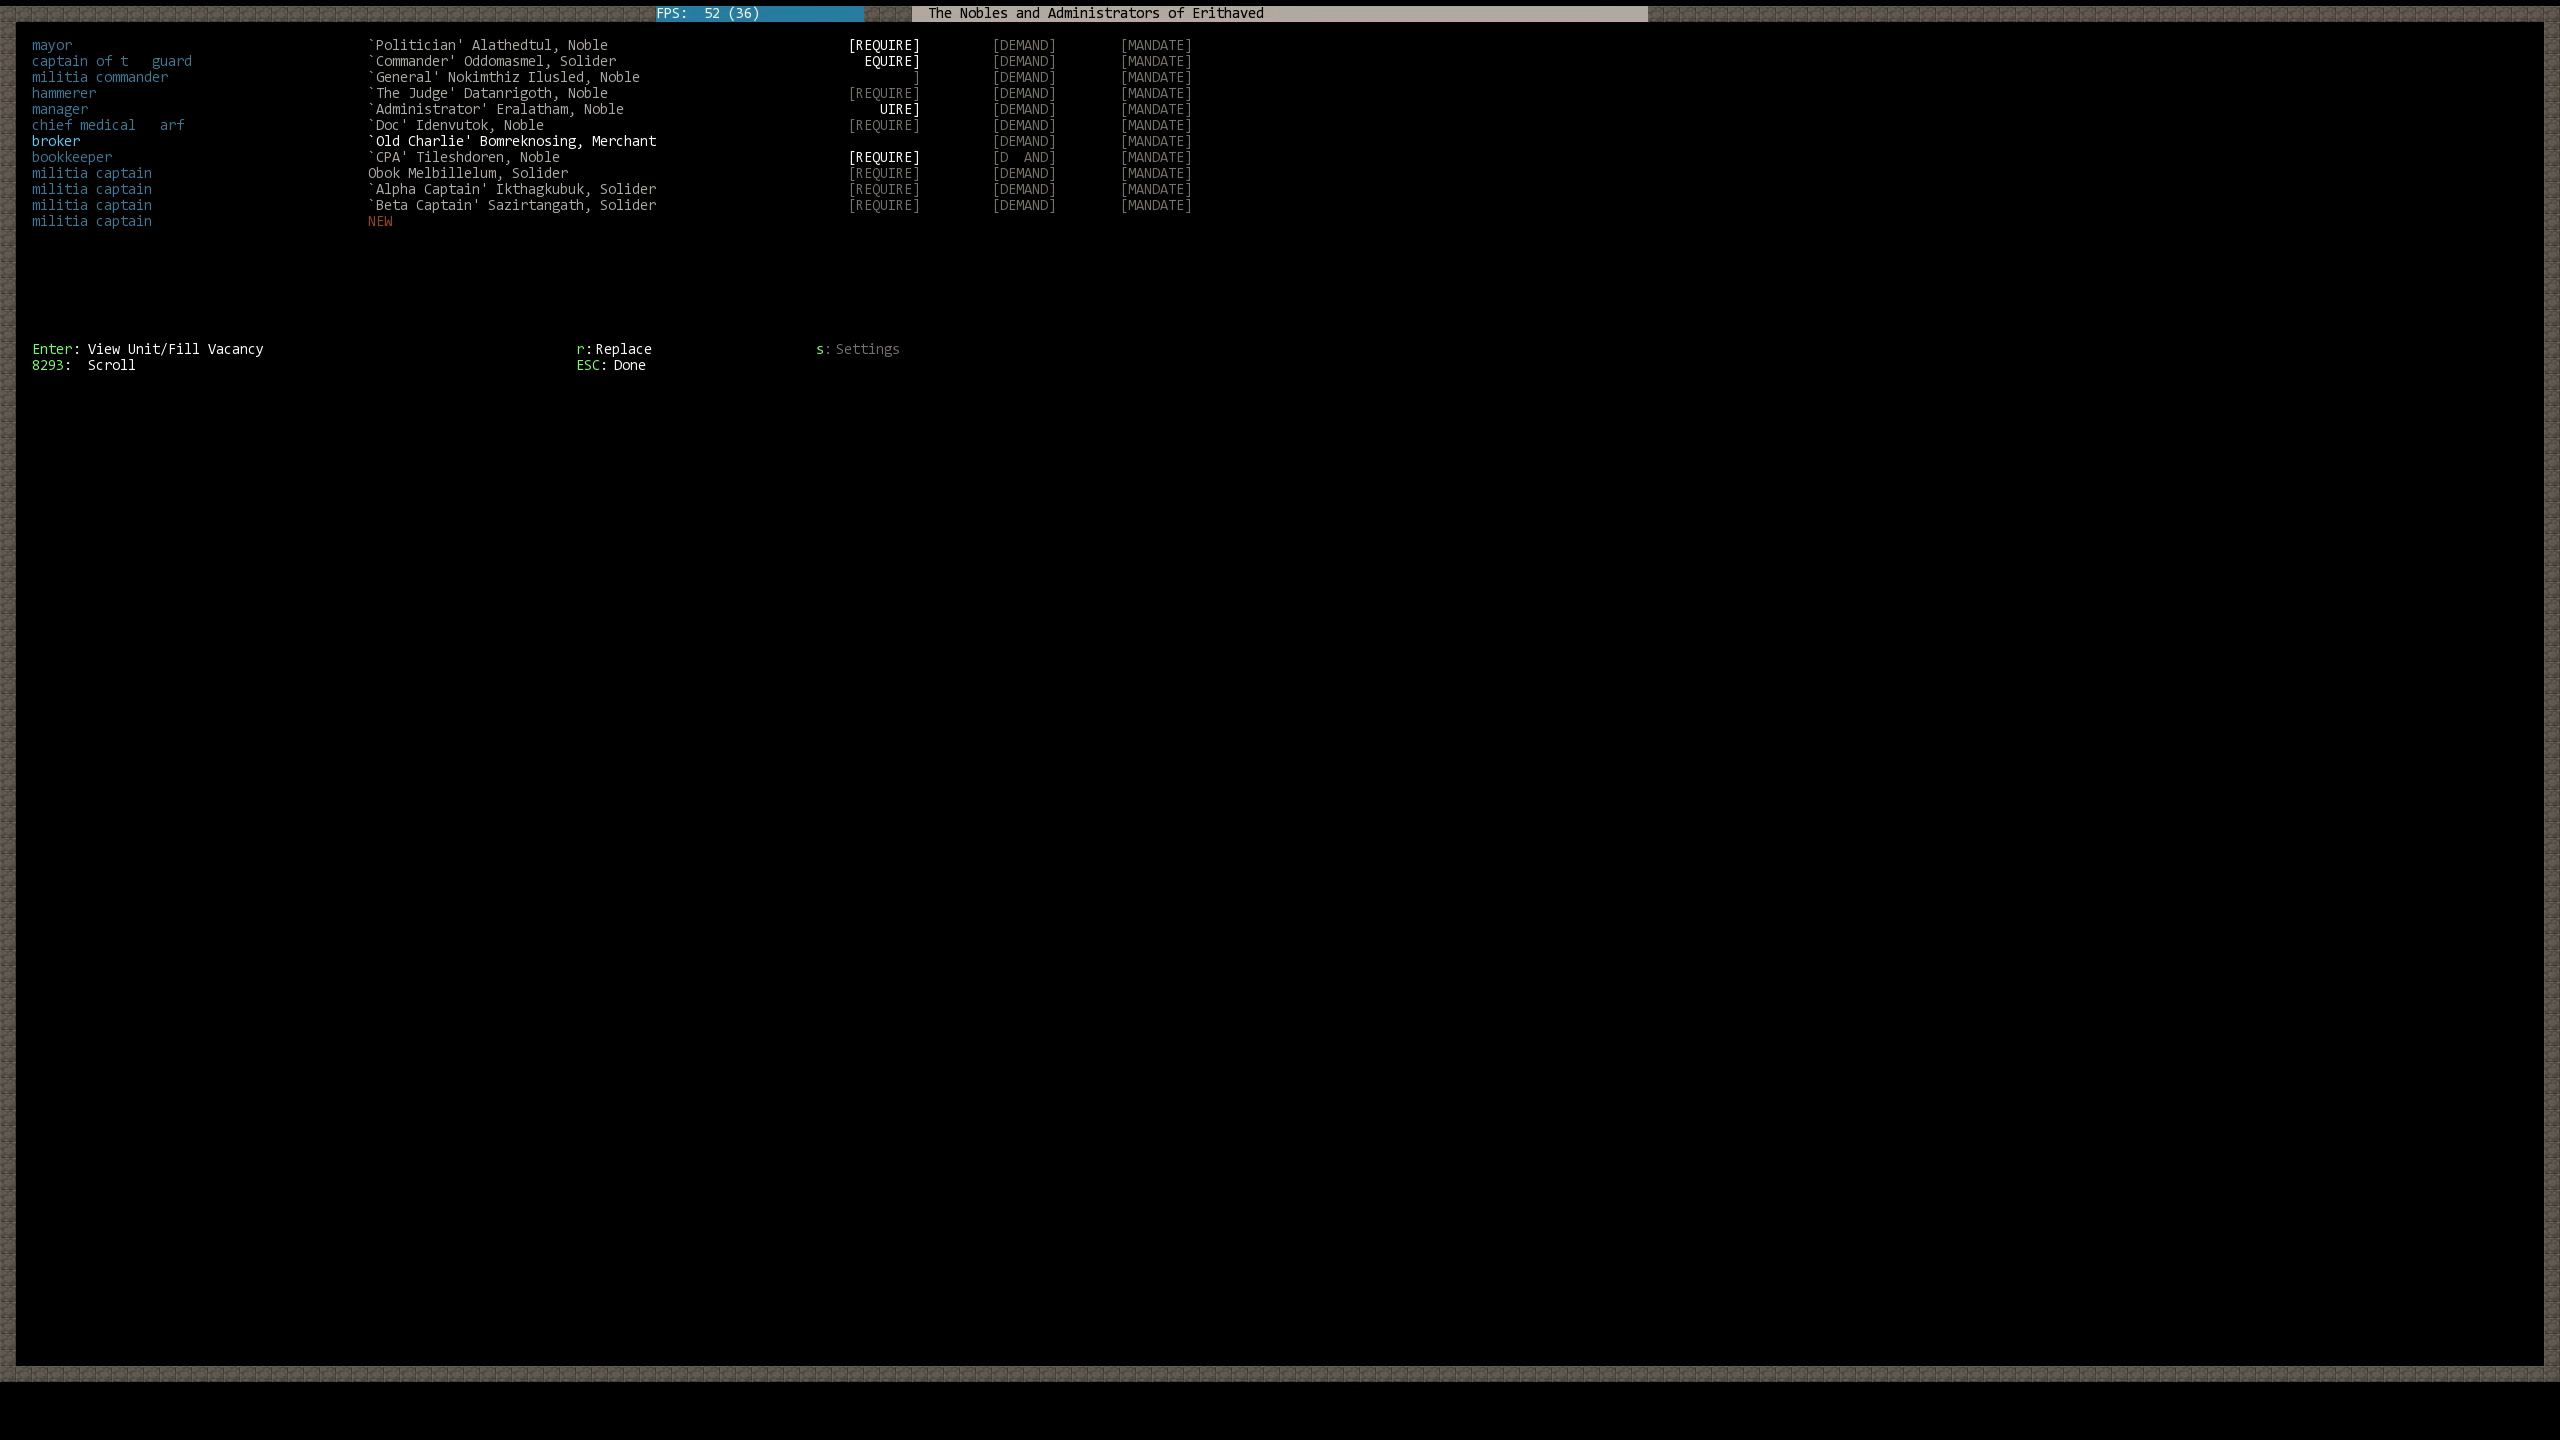 FPS: 52 (36) The Nobles and Administrators of Erithaved
mayor `Politician' Alathedtul, Noble [REQUIRE] [DEMAND] [MANDATE]
captain of t guard `Commander' Oddomasmel, Solider EQUIRE] [DEMAND] [MANDATE]
militia commander `General' Nokimthiz Ilusled, Noble ] [DEMAND] [MANDATE]
hammerer `The Judge' Datanrigoth, Noble [REQUIRE] [DEMAND] [MANDATE]
manager `Administrator' Eralatham, Noble UIRE] [DEMAND] [MANDATE]
chief medical arf `Doc' Idenvutok, Noble [REQUIRE] [DEMAND] [MANDATE]
broker `Old Charlie' Bomreknosing, Merchant [DEMAND] [MANDATE]
bookkeeper `CPA' Tileshdoren, Noble [REQUIRE] [D AND] [MANDATE]
militia captain Obok Melbillelum, Solider [REQUIRE] [DEMAND] [MANDATE]
militia captain `Alpha Captain' Ikthagkubuk, Solider [REQUIRE] [DEMAND] [MANDATE]
militia captain `Beta Captain' Sazirtangath, Solider [REQUIRE] [DEMAND] [MANDATE]
militia captain NEW
Enter: View Unit/Fill Vacancy r: Replace s: Settings
8293: Scroll ESC: Done